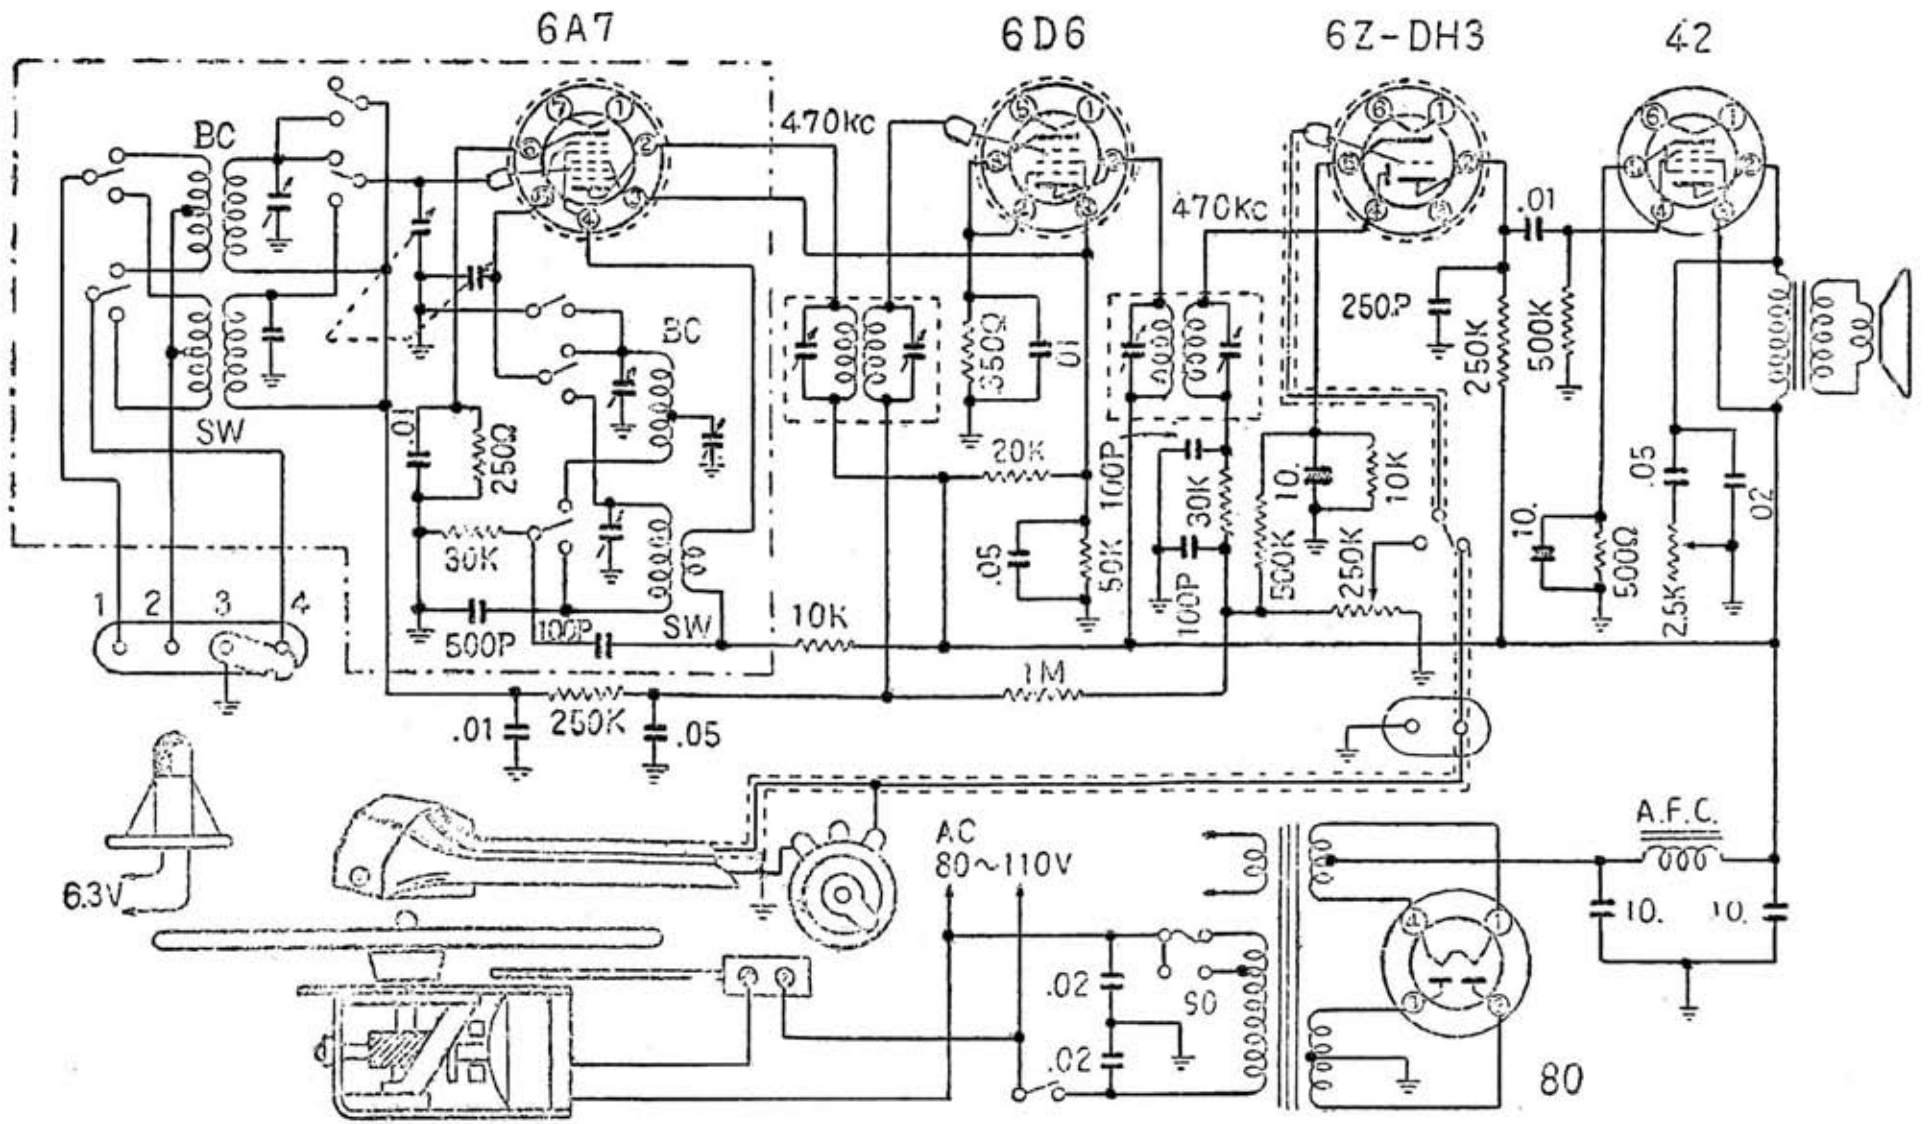 6A7
6D6
6Z-DH3
42
BC
SW
470KC
470KC
BC
SW
.01
250Ω
30K
500P
100P
10K
1 2 3 4
.01
250K
.05
350Ω
.01
20K
.05
50K
1M
100P
30K
100P
500K
10.
10K
250K
250P
250K
.01
500K
10.
500Ω
.05
2.5K
.02
6.3V
AC
80~110V
.02
.02
A.F.C.
10. 10.
80